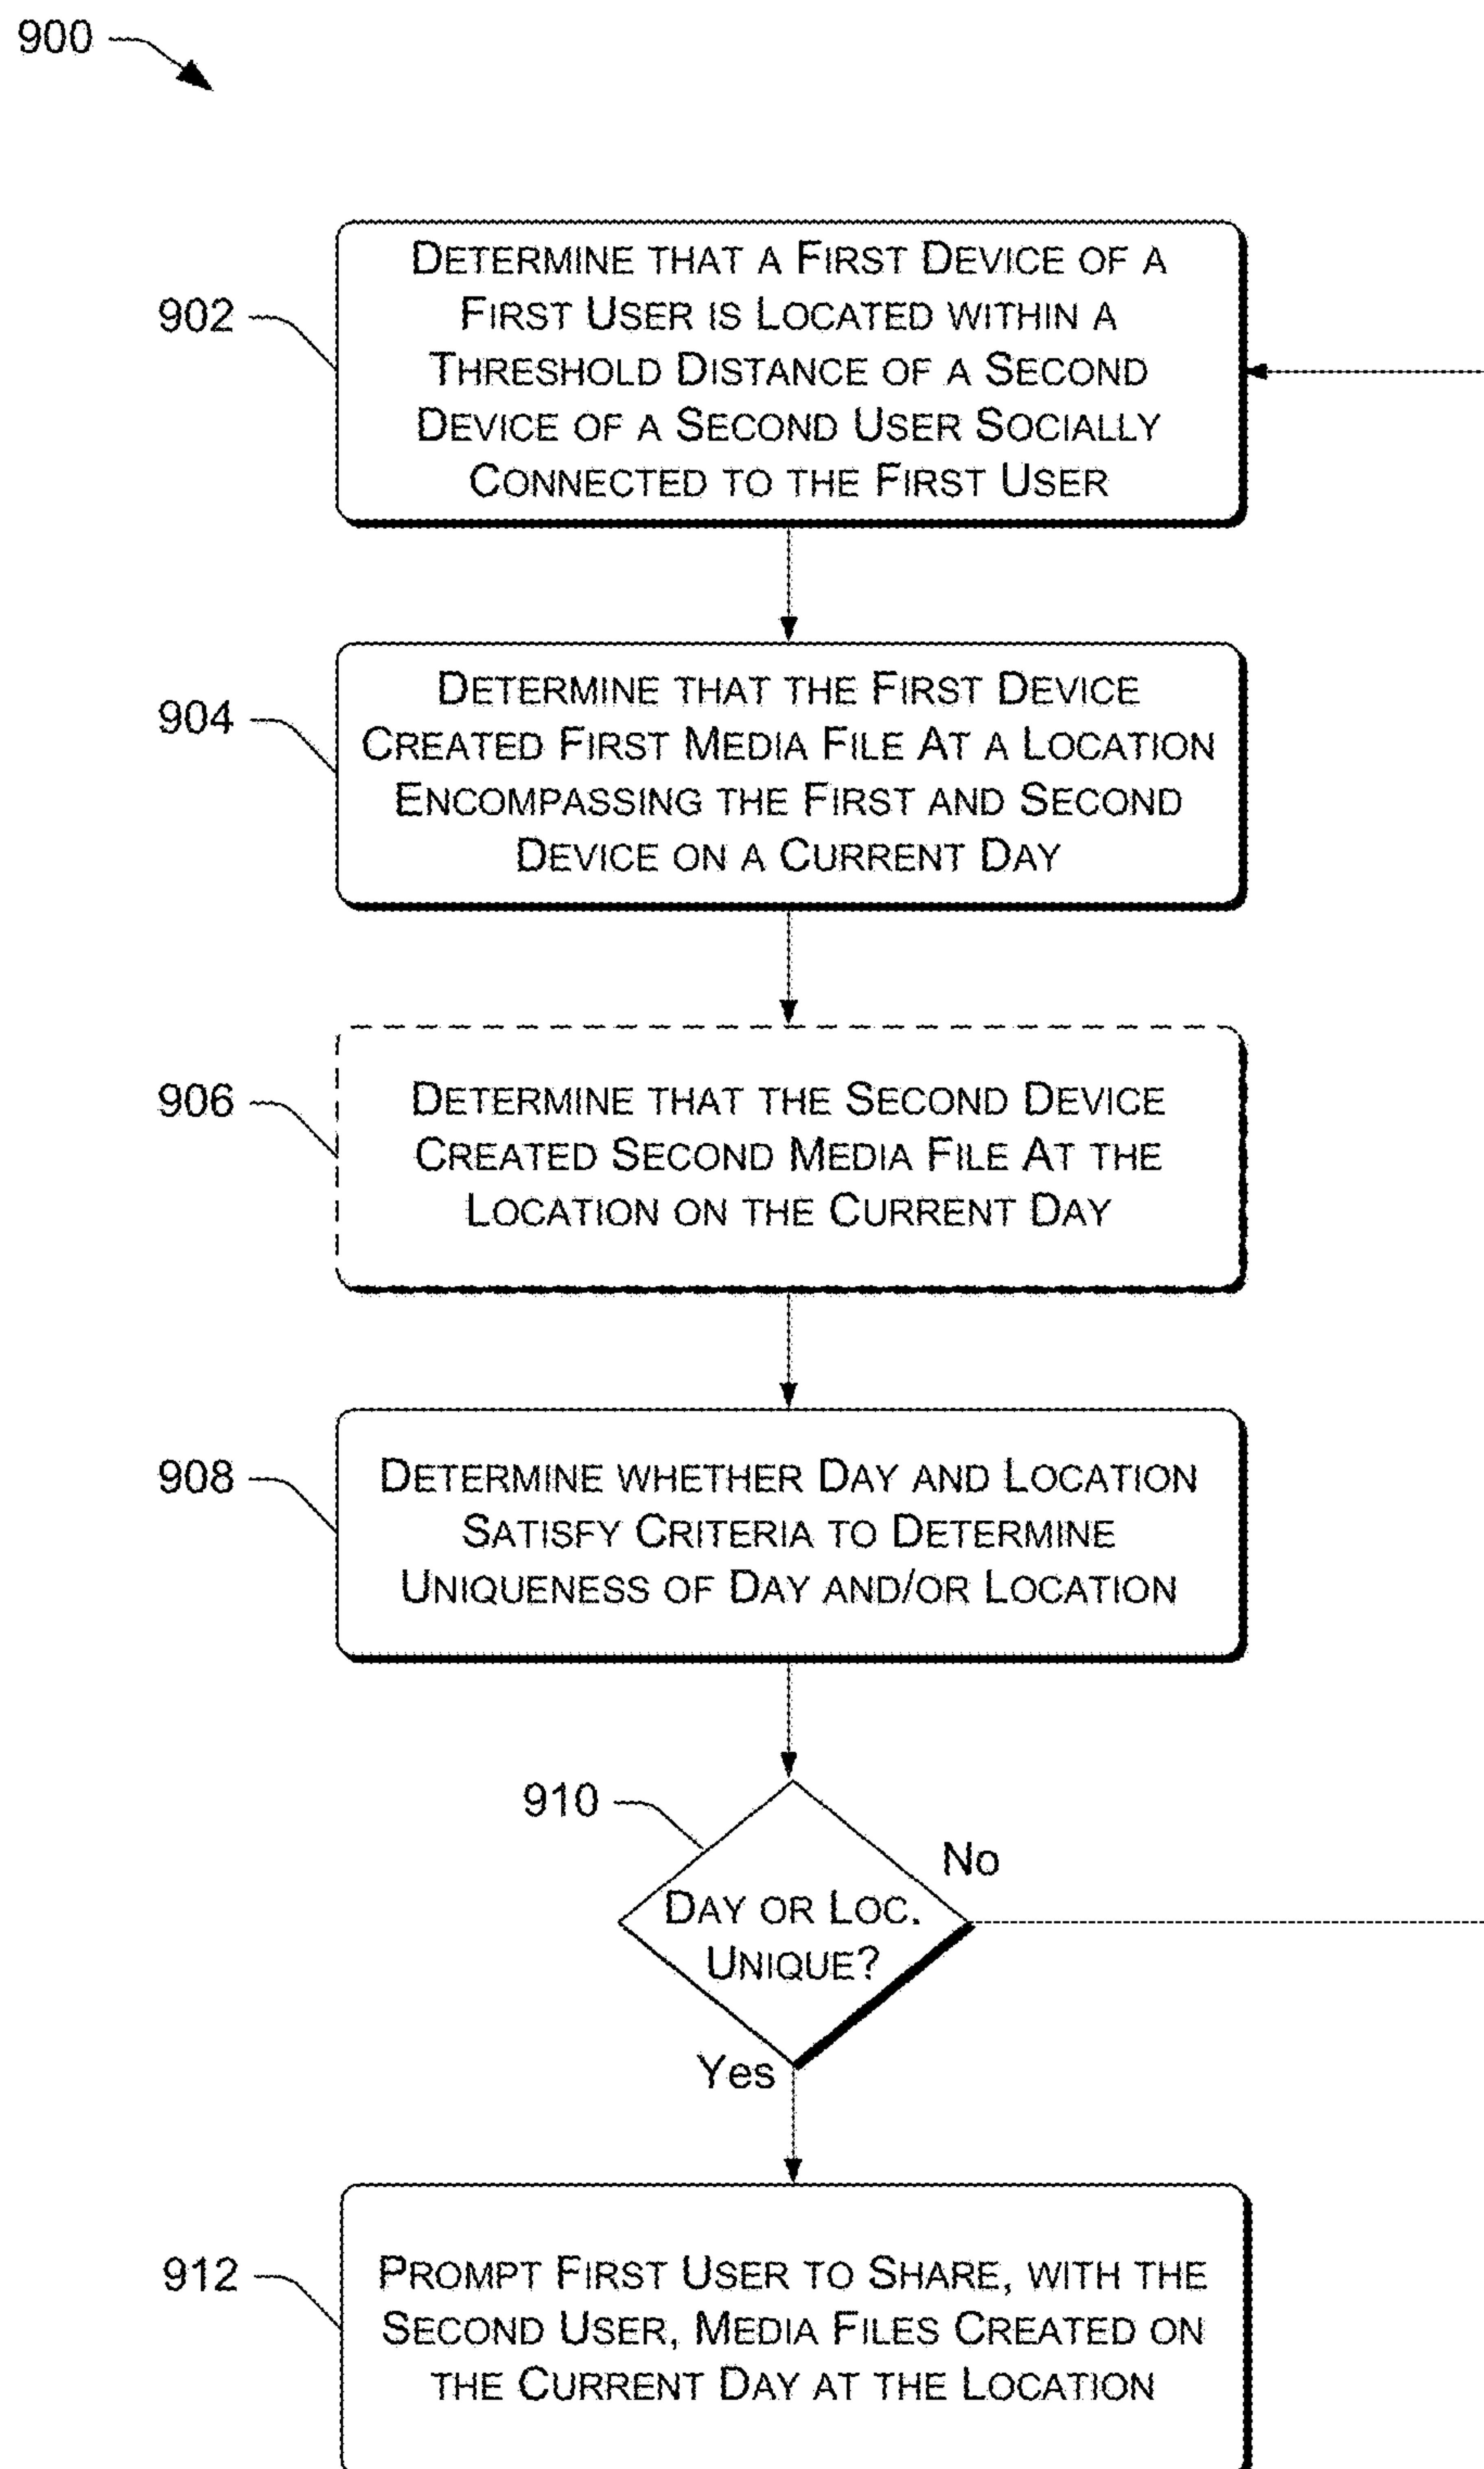 900
902
DETERMINE THAT A FIRST DEVICE OF A
FIRST USER IS LOCATED WITHIN A
THRESHOLD DISTANCE OF A SECOND
DEVICE OF A SECOND USER SOCIALLY
CONNECTED TO THE FIRST USER
904
DETERMINE THAT THE FIRST DEVICE
CREATED FIRST MEDIA FILE AT A LOCATION
ENCOMPASSING THE FIRST AND SECOND
DEVICE ON A CURRENT DAY
906
DETERMINE THAT THE SECOND DEVICE
CREATED SECOND MEDIA FILE AT THE
LOCATION ON THE CURRENT DAY
908
DETERMINE WHETHER DAY AND LOCATION
SATISFY CRITERIA TO DETERMINE
UNIQUENESS OF DAY AND/OR LOCATION
910
No
DAY OR LOC.
UNIQUE?
Yes
912
PROMPT FIRST USER TO SHARE, WITH THE
SECOND USER, MEDIA FILES CREATED ON
THE CURRENT DAY AT THE LOCATION